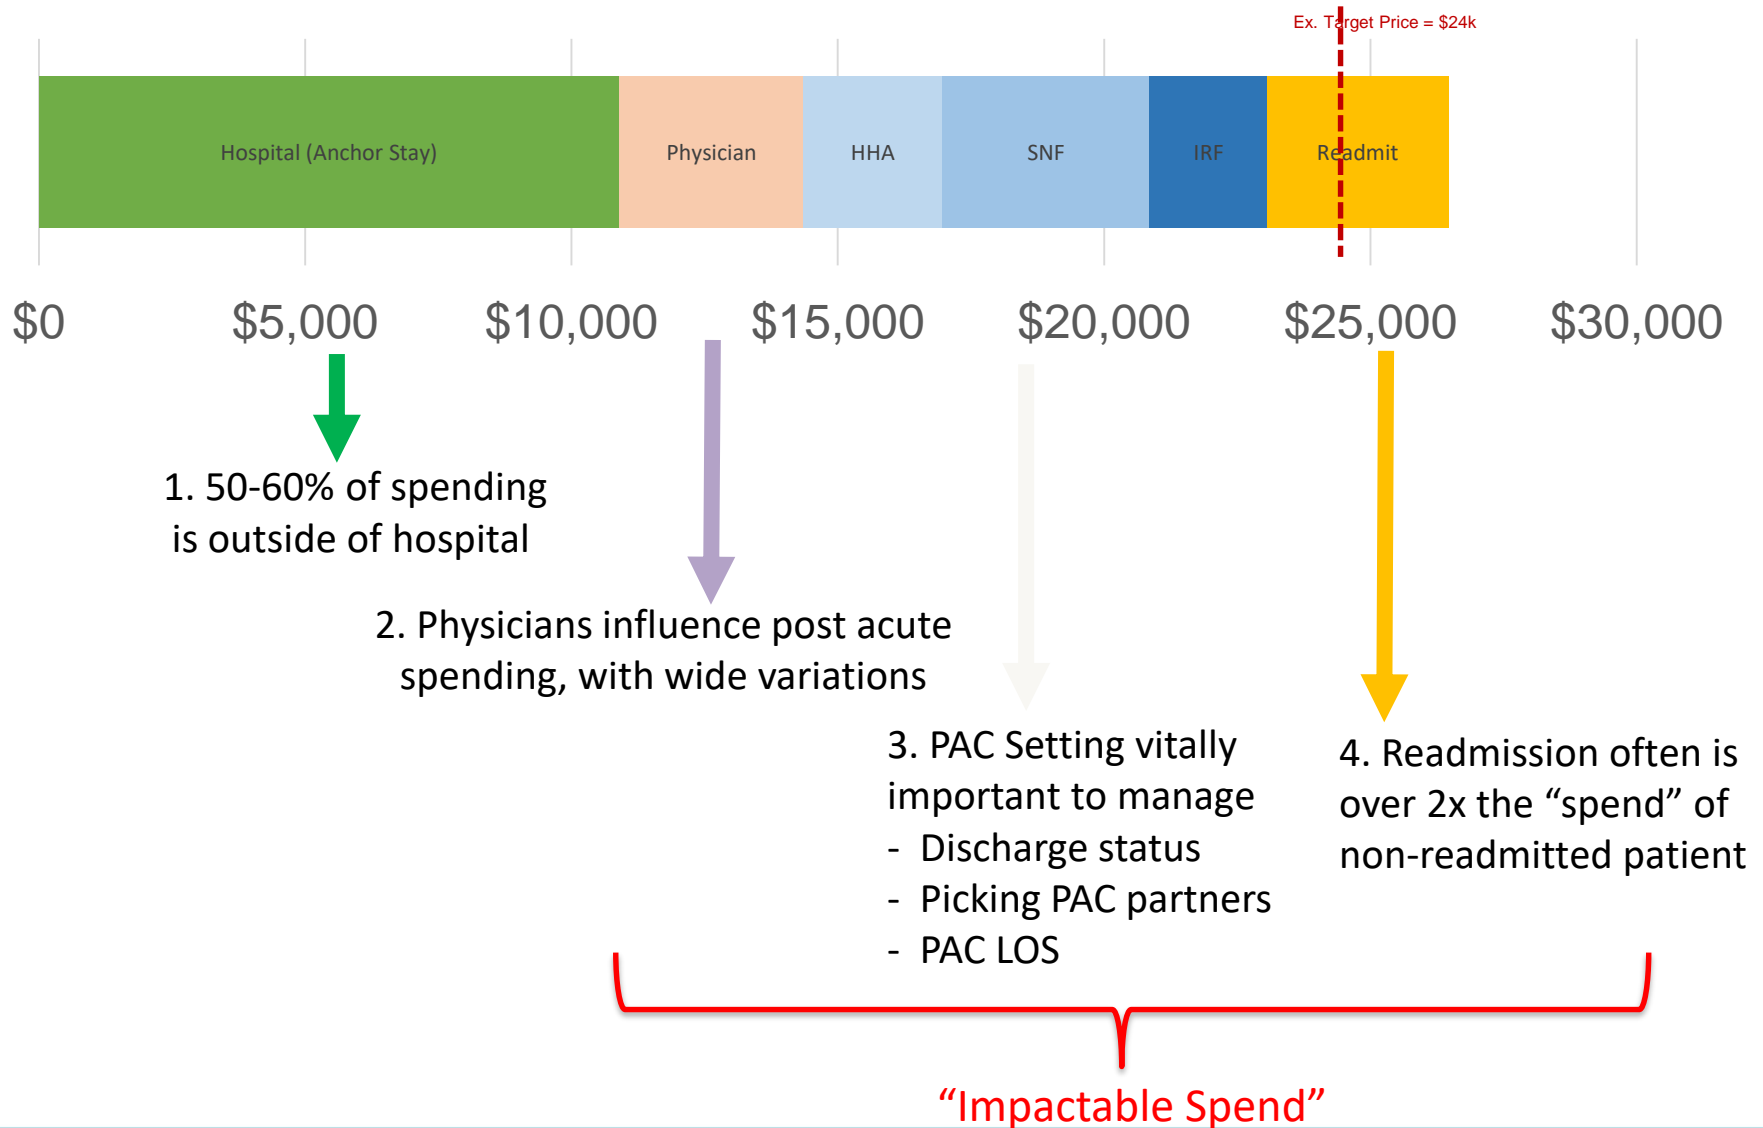 Ex. Target Price = $24k
Hospital (Anchor Stay)
Physician
HHA
SNF
IRF
Readmit
$0
$5,000
$10,000
$15,000
$20,000
$25,000
$30,000
1. 50-60% of spending
is outside of hospital
2. Physicians influence post acute
spending, with wide variations
3. PAC Setting vitally
important to manage
- Discharge status
- Picking PAC partners
- PAC LOS
4. Readmission often is
over 2x the “spend” of
non-readmitted patient
“Impactable Spend”